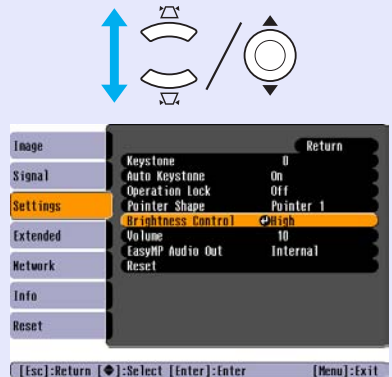 Image
Signal
Settings
Extended
Network
Info
Reset
Return
Keystone 0
Auto Keystone On
Operation Lock Off
Pointer Shape Pointer 1
Brightness Control High
Volume 10
EasyMP Audio Out Internal
Reset
[Esc]:Return [◆]:Select [Enter]:Enter [Menu]:Exit